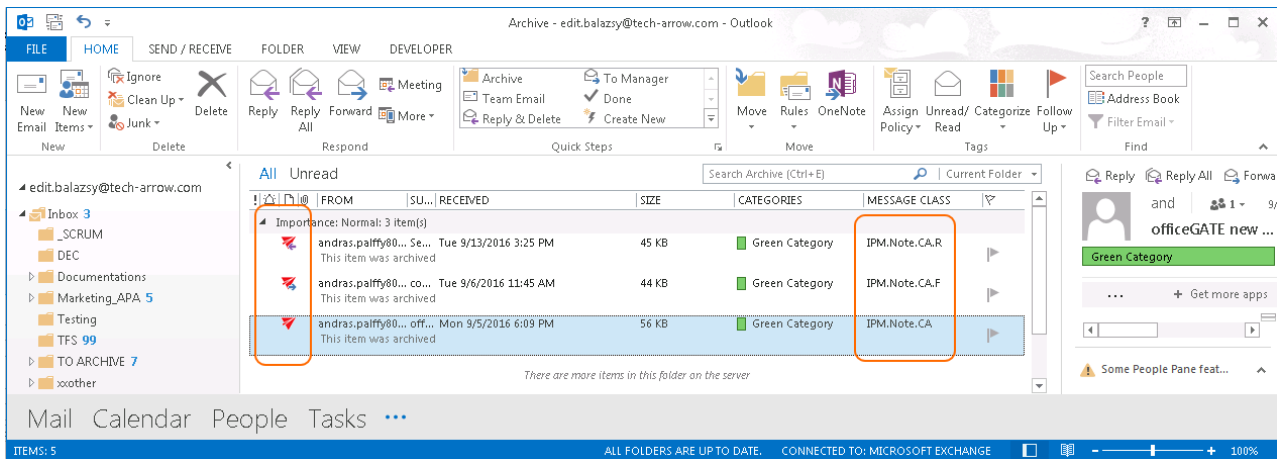 Archive - edit.balazsy@tech-arrow.com - Outlook
FILE HOME SEND / RECEIVE FOLDER VIEW DEVELOPER
New Email
New Items
Ignore
Clean Up
Junk
Delete
Reply
Reply All
Forward
Meeting
More
Archive
Team Email
Reply & Delete
To Manager
Done
Create New
Move
Rules
OneNote
Assign Policy
Unread/ Read
Categorize
Follow Up
Search People
Address Book
Filter Email
New Delete Respond Quick Steps Move Tags Find
edit.balazsy@tech-arrow.com
Inbox 3
_SCRUM
DEC
Documentations
Marketing_APA 5
Testing
TFS 99
TO ARCHIVE 7
xxother
All Unread
Search Archive (Ctrl+E) Current Folder
! FROM SU... RECEIVED SIZE CATEGORIES MESSAGE CLASS
Importance: Normal: 3 item(s)
andras.palffy80... Se... Tue 9/13/2016 3:25 PM 45 KB Green Category IPM.Note.CA.R
This item was archived
andras.palffy80... co... Tue 9/6/2016 11:45 AM 44 KB Green Category IPM.Note.CA.F
This item was archived
andras.palffy80... off... Mon 9/5/2016 6:09 PM 56 KB Green Category IPM.Note.CA
This item was archived
There are more items in this folder on the server
Reply Reply All Forwa
and 1 9/
officeGATE new ...
Green Category
... + Get more apps
Some People Pane feat...
Mail Calendar People Tasks ...
ITEMS: 5 ALL FOLDERS ARE UP TO DATE. CONNECTED TO: MICROSOFT EXCHANGE 100%